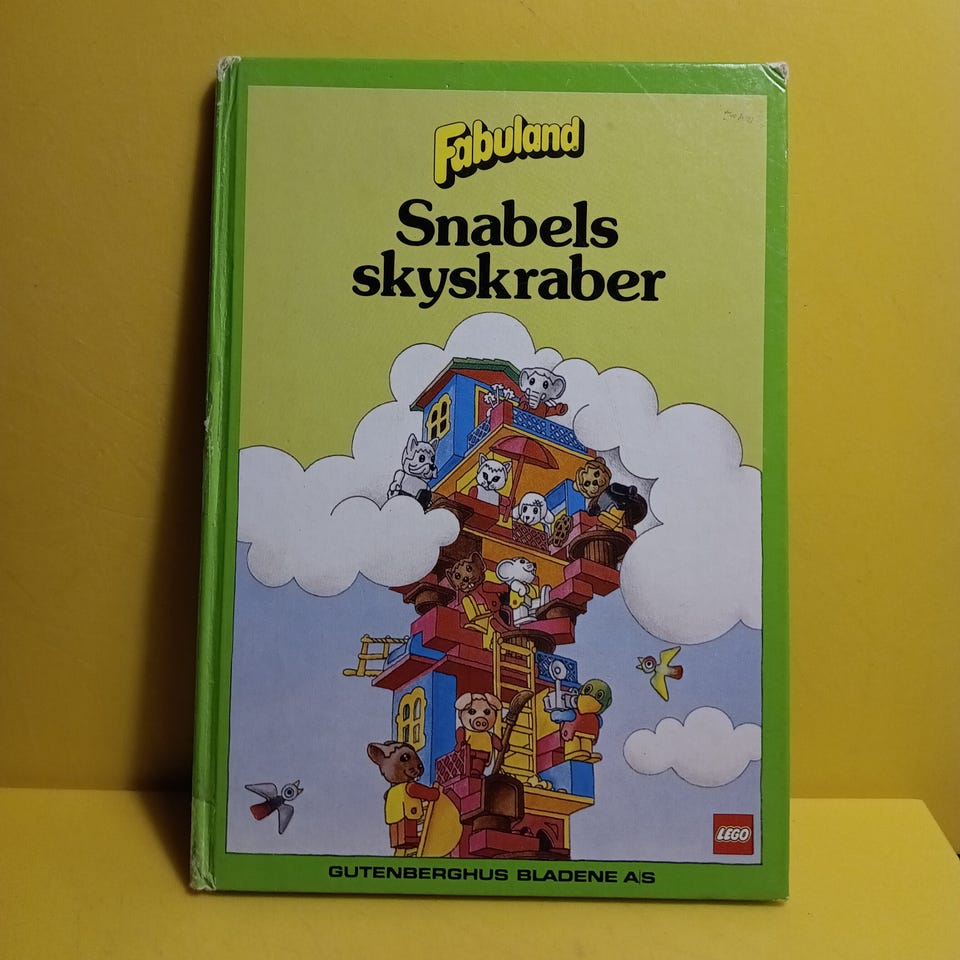 Fabuland
Snabels
skyskraber
LEGO
GUTENBERGHUS BLADENE A/S